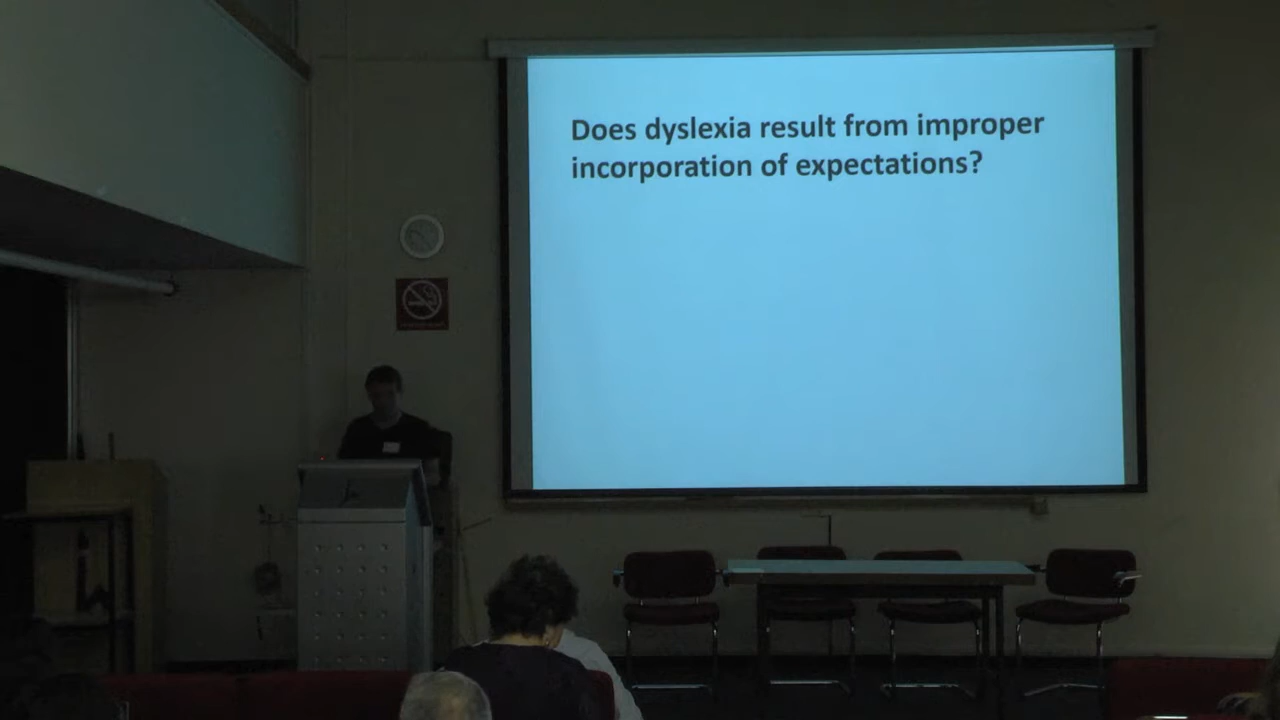 Does dyslexia result from improper
incorporation of expectations?